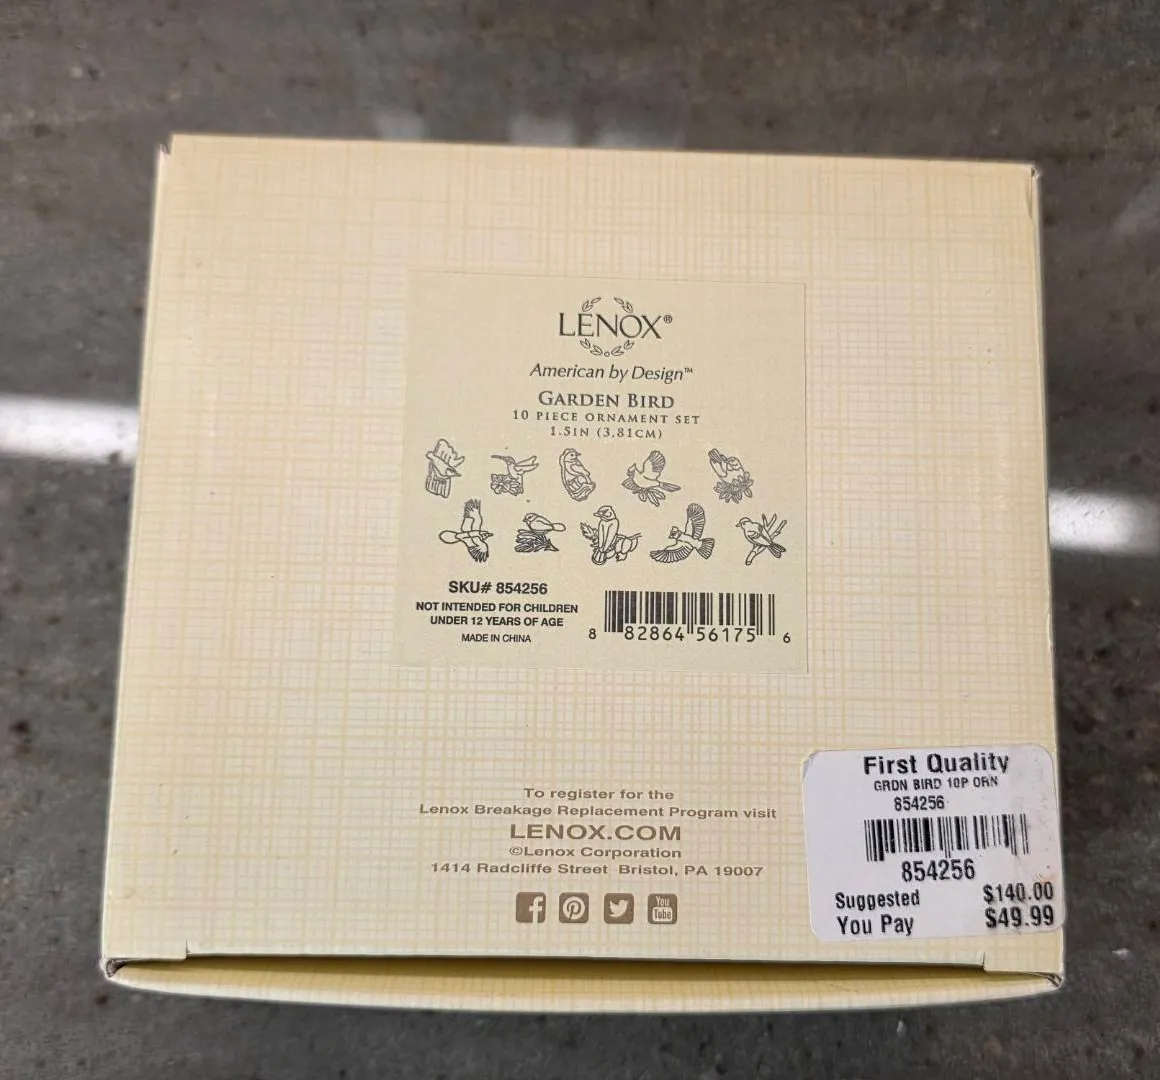 LENOX®
American by Design™
GARDEN BIRD
10 PIECE ORNAMENT SET
1.5IN (3.81CM)
SKU# 854256
NOT INTENDED FOR CHILDREN
UNDER 12 YEARS OF AGE
MADE IN CHINA
8 82864 56175 6
To register for the
Lenox Breakage Replacement Program visit
LENOX.COM
©Lenox Corporation
1414 Radcliffe Street Bristol, PA 19007
You
Tube
First Quality
GRDN BIRD 10P ORN
854256
854256
Suggested $140.00
You Pay $49.99